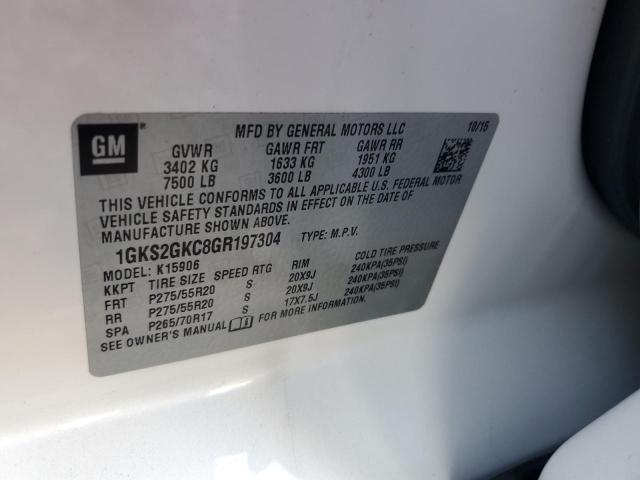 GM
MFD BY GENERAL MOTORS LLC 10/15
GVWR GAWR FRT GAWR RR
3402 KG 1633 KG 1951 KG
7500 LB 3600 LB 4300 LB
THIS VEHICLE CONFORMS TO ALL APPLICABLE U.S. FEDERAL MOTOR
VEHICLE SAFETY STANDARDS IN EFFECT ON THE DATE OF
MANUFACTURE SHOWN ABOVE.
1GKS2GKC8GR197304 TYPE: M.P.V.
MODEL: K15906
KKPT TIRE SIZE SPEED RTG RIM COLD TIRE PRESSURE
FRT P275/55R20 S 20X9J 240KPA(35PSI)
RR P275/55R20 S 20X9J 240KPA(35PSI)
SPA P265/70R17 S 17X7.5J 240KPA(35PSI)
SEE OWNER'S MANUAL FOR MORE INFORMATION